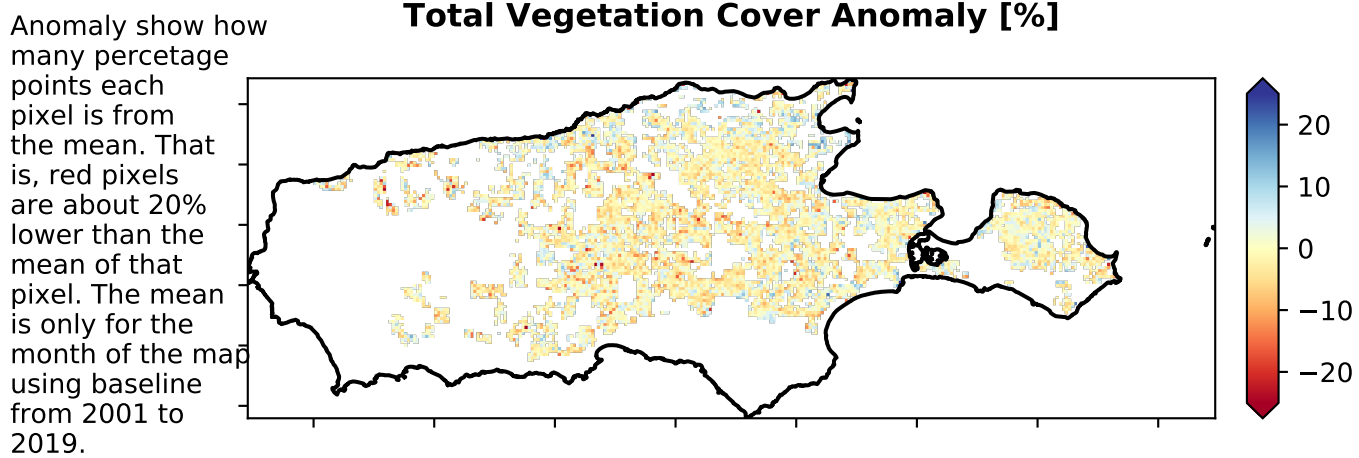 Total Vegetation Cover Anomaly [%]
Anomaly show how
many percetage
points each
pixel is from
the mean. That
is, red pixels
are about 20%
lower than the
mean of that
pixel. The mean
is only for the
month of the map
using baseline
from 2001 to
2019.
20
10
0
−10
−20